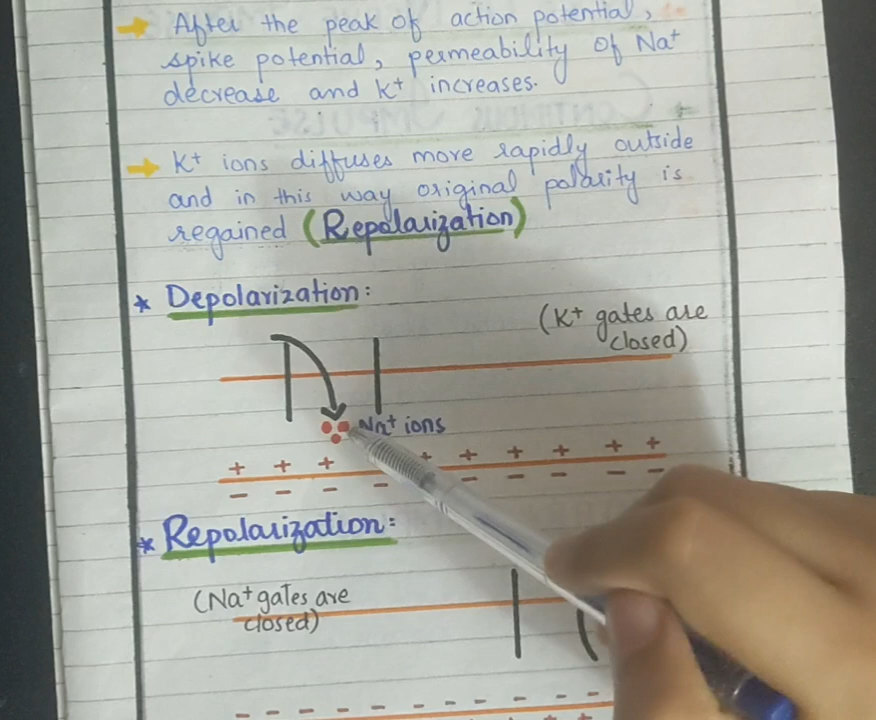 After the peak of action potential,
spike potential, permeability of Na⁺
decrease and K⁺ increases.
K⁺ ions diffuses more rapidly outside
and in this way original polarity is
regained (Repolarization)
* Depolarization:
(K⁺ gates are
closed)
Na⁺ ions
+ + + + + + + + +
− − − − − − − −
* Repolarization:
(Na⁺ gates are
closed)